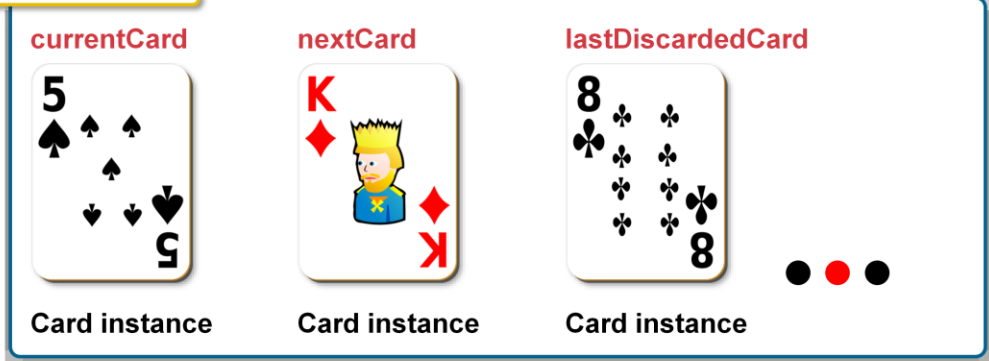 currentCard nextCard lastDiscardedCard
5 K 8
5 K 8
Card instance Card instance Card instance